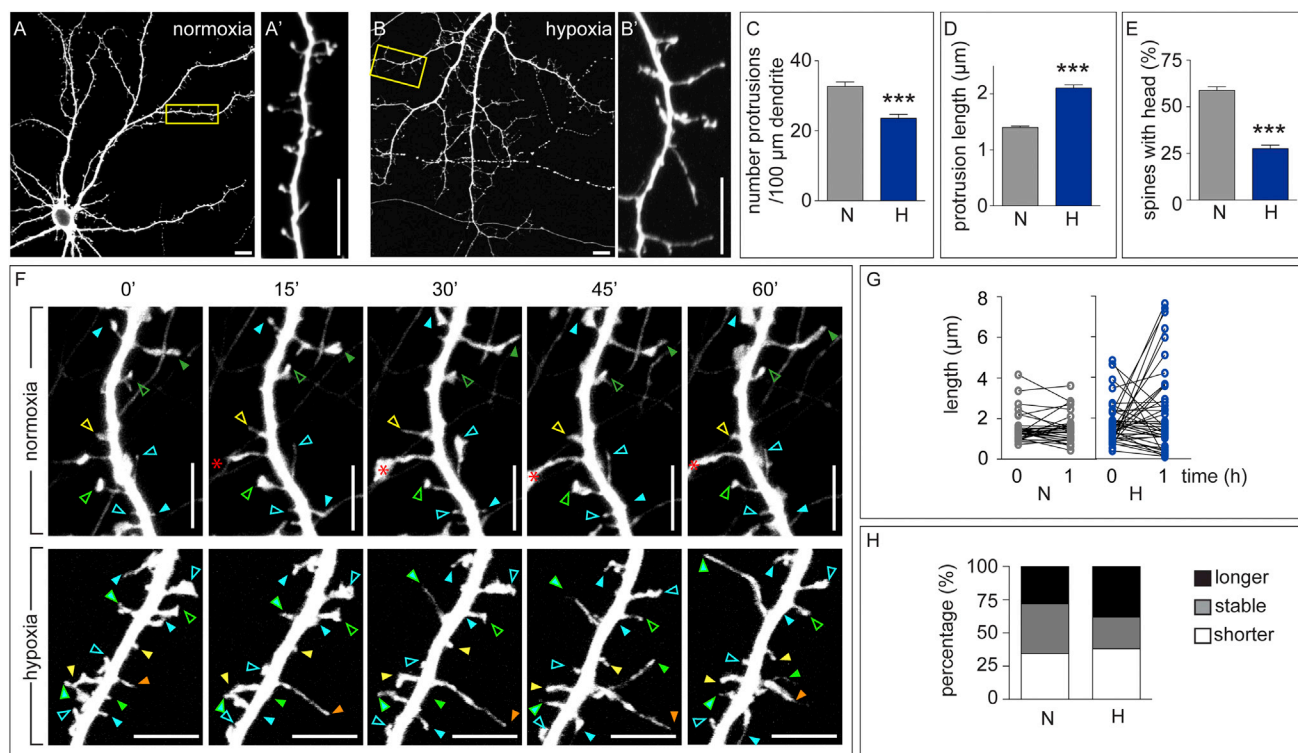 A normoxia
A'
B hypoxia
B'
C
number protrusions
/100 µm dendrite
40
20
0
***
N H
D
protrusion length (µm)
2
1
0
***
N H
E
spines with head (%)
75
50
25
0
***
N H
F
0' 15' 30' 45' 60'
normoxia
* * * *
hypoxia
G
length (µm)
8
6
4
2
0
0 1 0 1 time (h)
N H
H
percentage (%)
100
75
50
25
0
N H
longer
stable
shorter